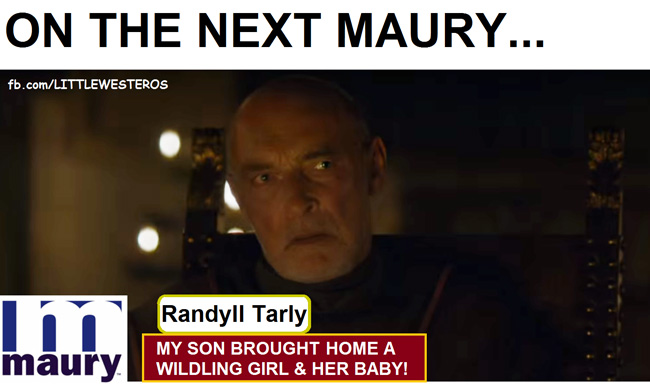 ON THE NEXT MAURY...
fb.com/LITTLEWESTEROS
Randyll Tarly
m
maury
MY SON BROUGHT HOME A
WILDLING GIRL & HER BABY!